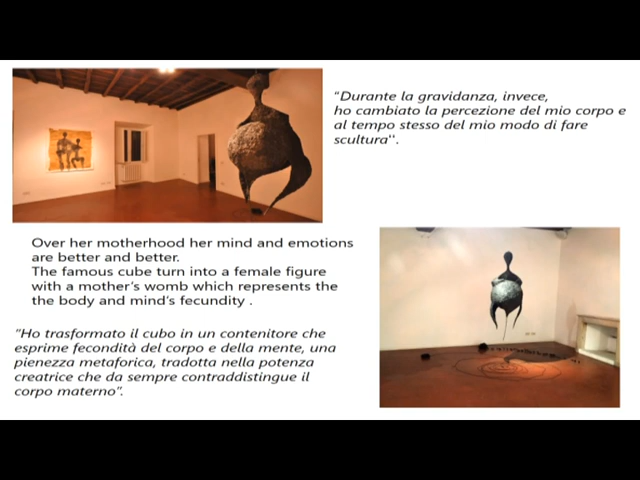 “Durante la gravidanza, invece,
ho cambiato la percezione del mio corpo e
al tempo stesso del mio modo di fare
scultura''.
Over her motherhood her mind and emotions
are better and better.
The famous cube turn into a female figure
with a mother’s womb which represents the
the body and mind’s fecundity .
“Ho trasformato il cubo in un contenitore che
esprime fecondità del corpo e della mente, una
pienezza metaforica, tradotta nella potenza
creatrice che da sempre contraddistingue il
corpo materno”.